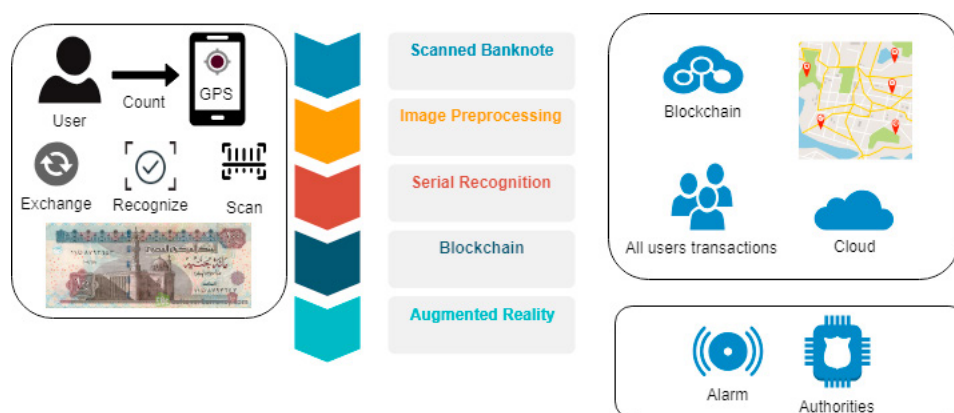 User
Count
GPS
Exchange
Recognize
Scan
Scanned Banknote
Image Preprocessing
Serial Recognition
Blockchain
Augmented Reality
Blockchain
All users transactions
Cloud
Alarm
Authorities